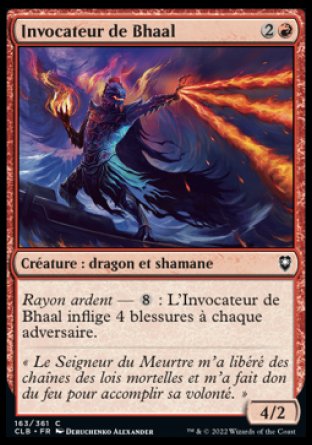 Invocateur de Bhaal 2
Créature : dragon et shamane
Rayon ardent — 8 : L'Invocateur de
Bhaal inflige 4 blessures à chaque
adversaire.
« Le Seigneur du Meurtre m'a libéré des
chaînes des lois mortelles et m'a fait don
du feu pour accomplir sa volonté. »
4/2
163/361 C
CLB • FR Deruchenko Alexander
™ & © 2022 Wizards of the Coast